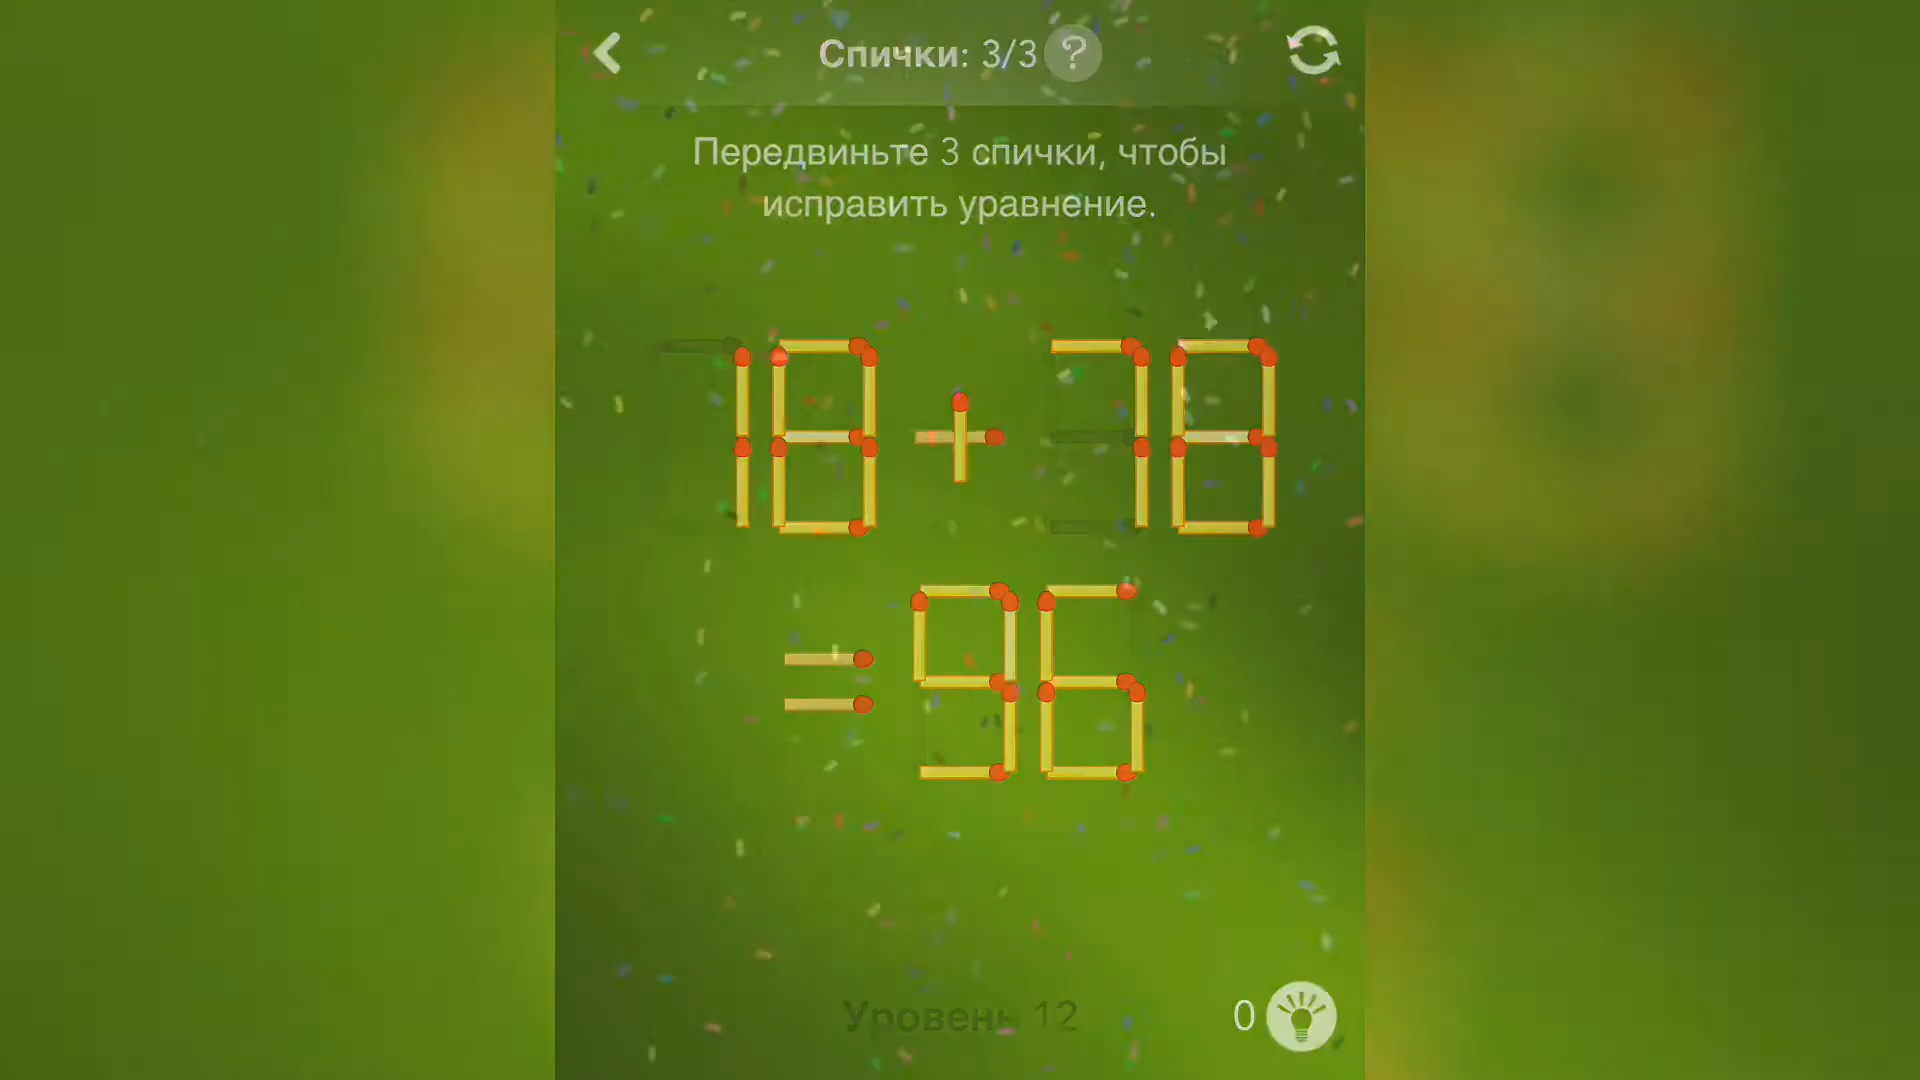 Спички: 3/3 ?
Передвиньте 3 спички, чтобы
исправить уравнение.
18 + 78
= 96
Уровень 12
0